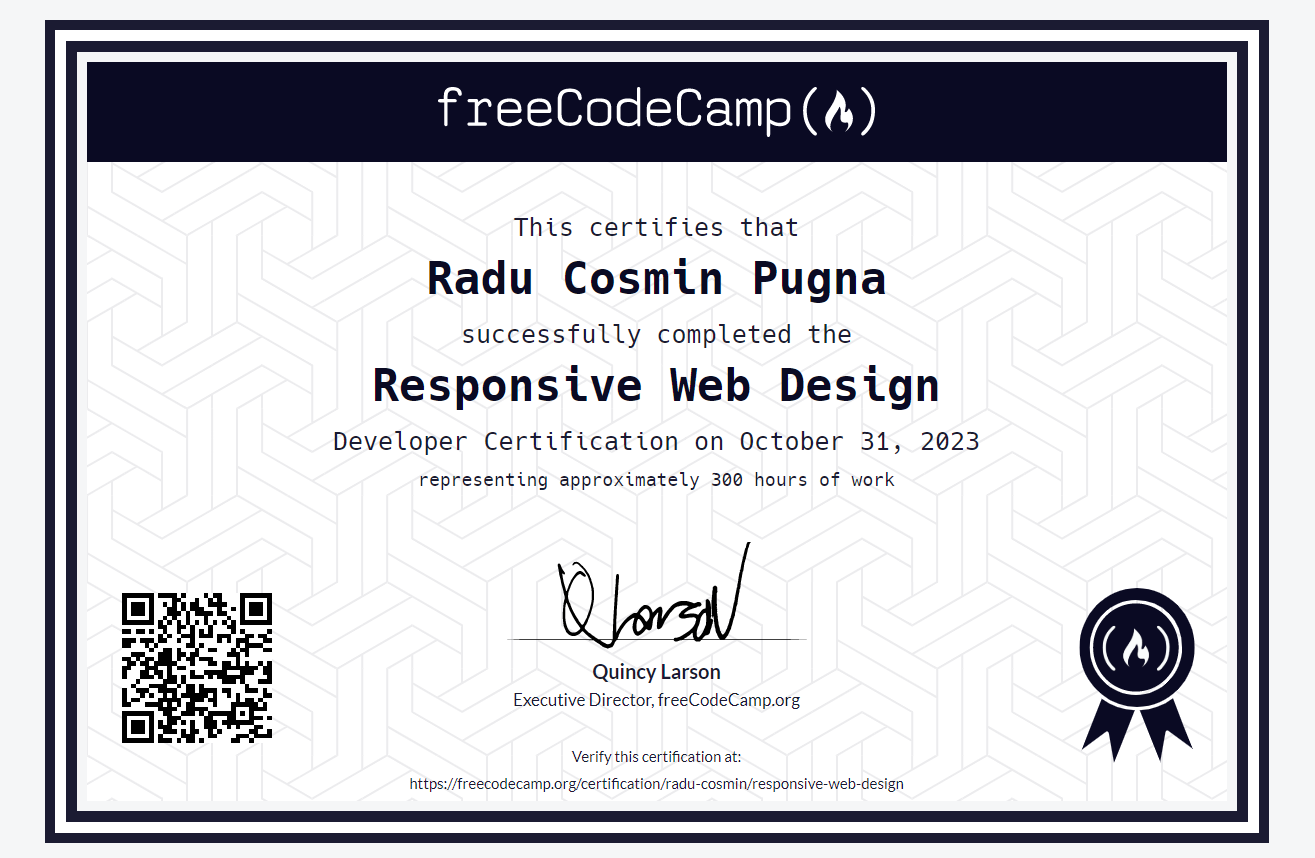 freeCodeCamp
This certifies that
Radu Cosmin Pugna
successfully completed the
Responsive Web Design
Developer Certification on October 31, 2023
representing approximately 300 hours of work
Q Larson
Quincy Larson
Executive Director, freeCodeCamp.org
Verify this certification at:
https://freecodecamp.org/certification/radu-cosmin/responsive-web-design